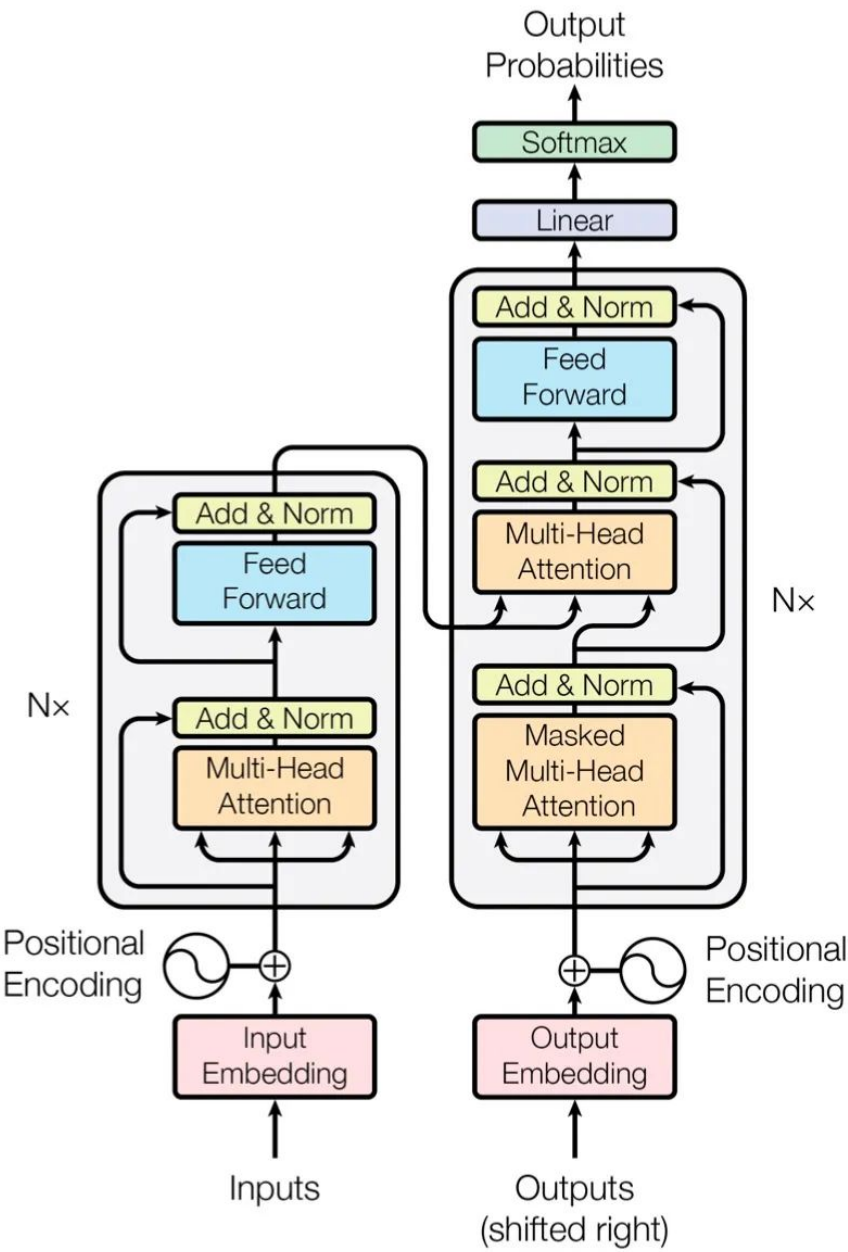 Output
Probabilities
Softmax
Linear
Add & Norm
Feed
Forward
Add & Norm
Multi-Head
Attention
N×
Add & Norm
Masked
Multi-Head
Attention
Add & Norm
Feed
Forward
N×
Add & Norm
Multi-Head
Attention
Positional
Encoding
Positional
Encoding
Input
Embedding
Output
Embedding
Inputs
Outputs
(shifted right)